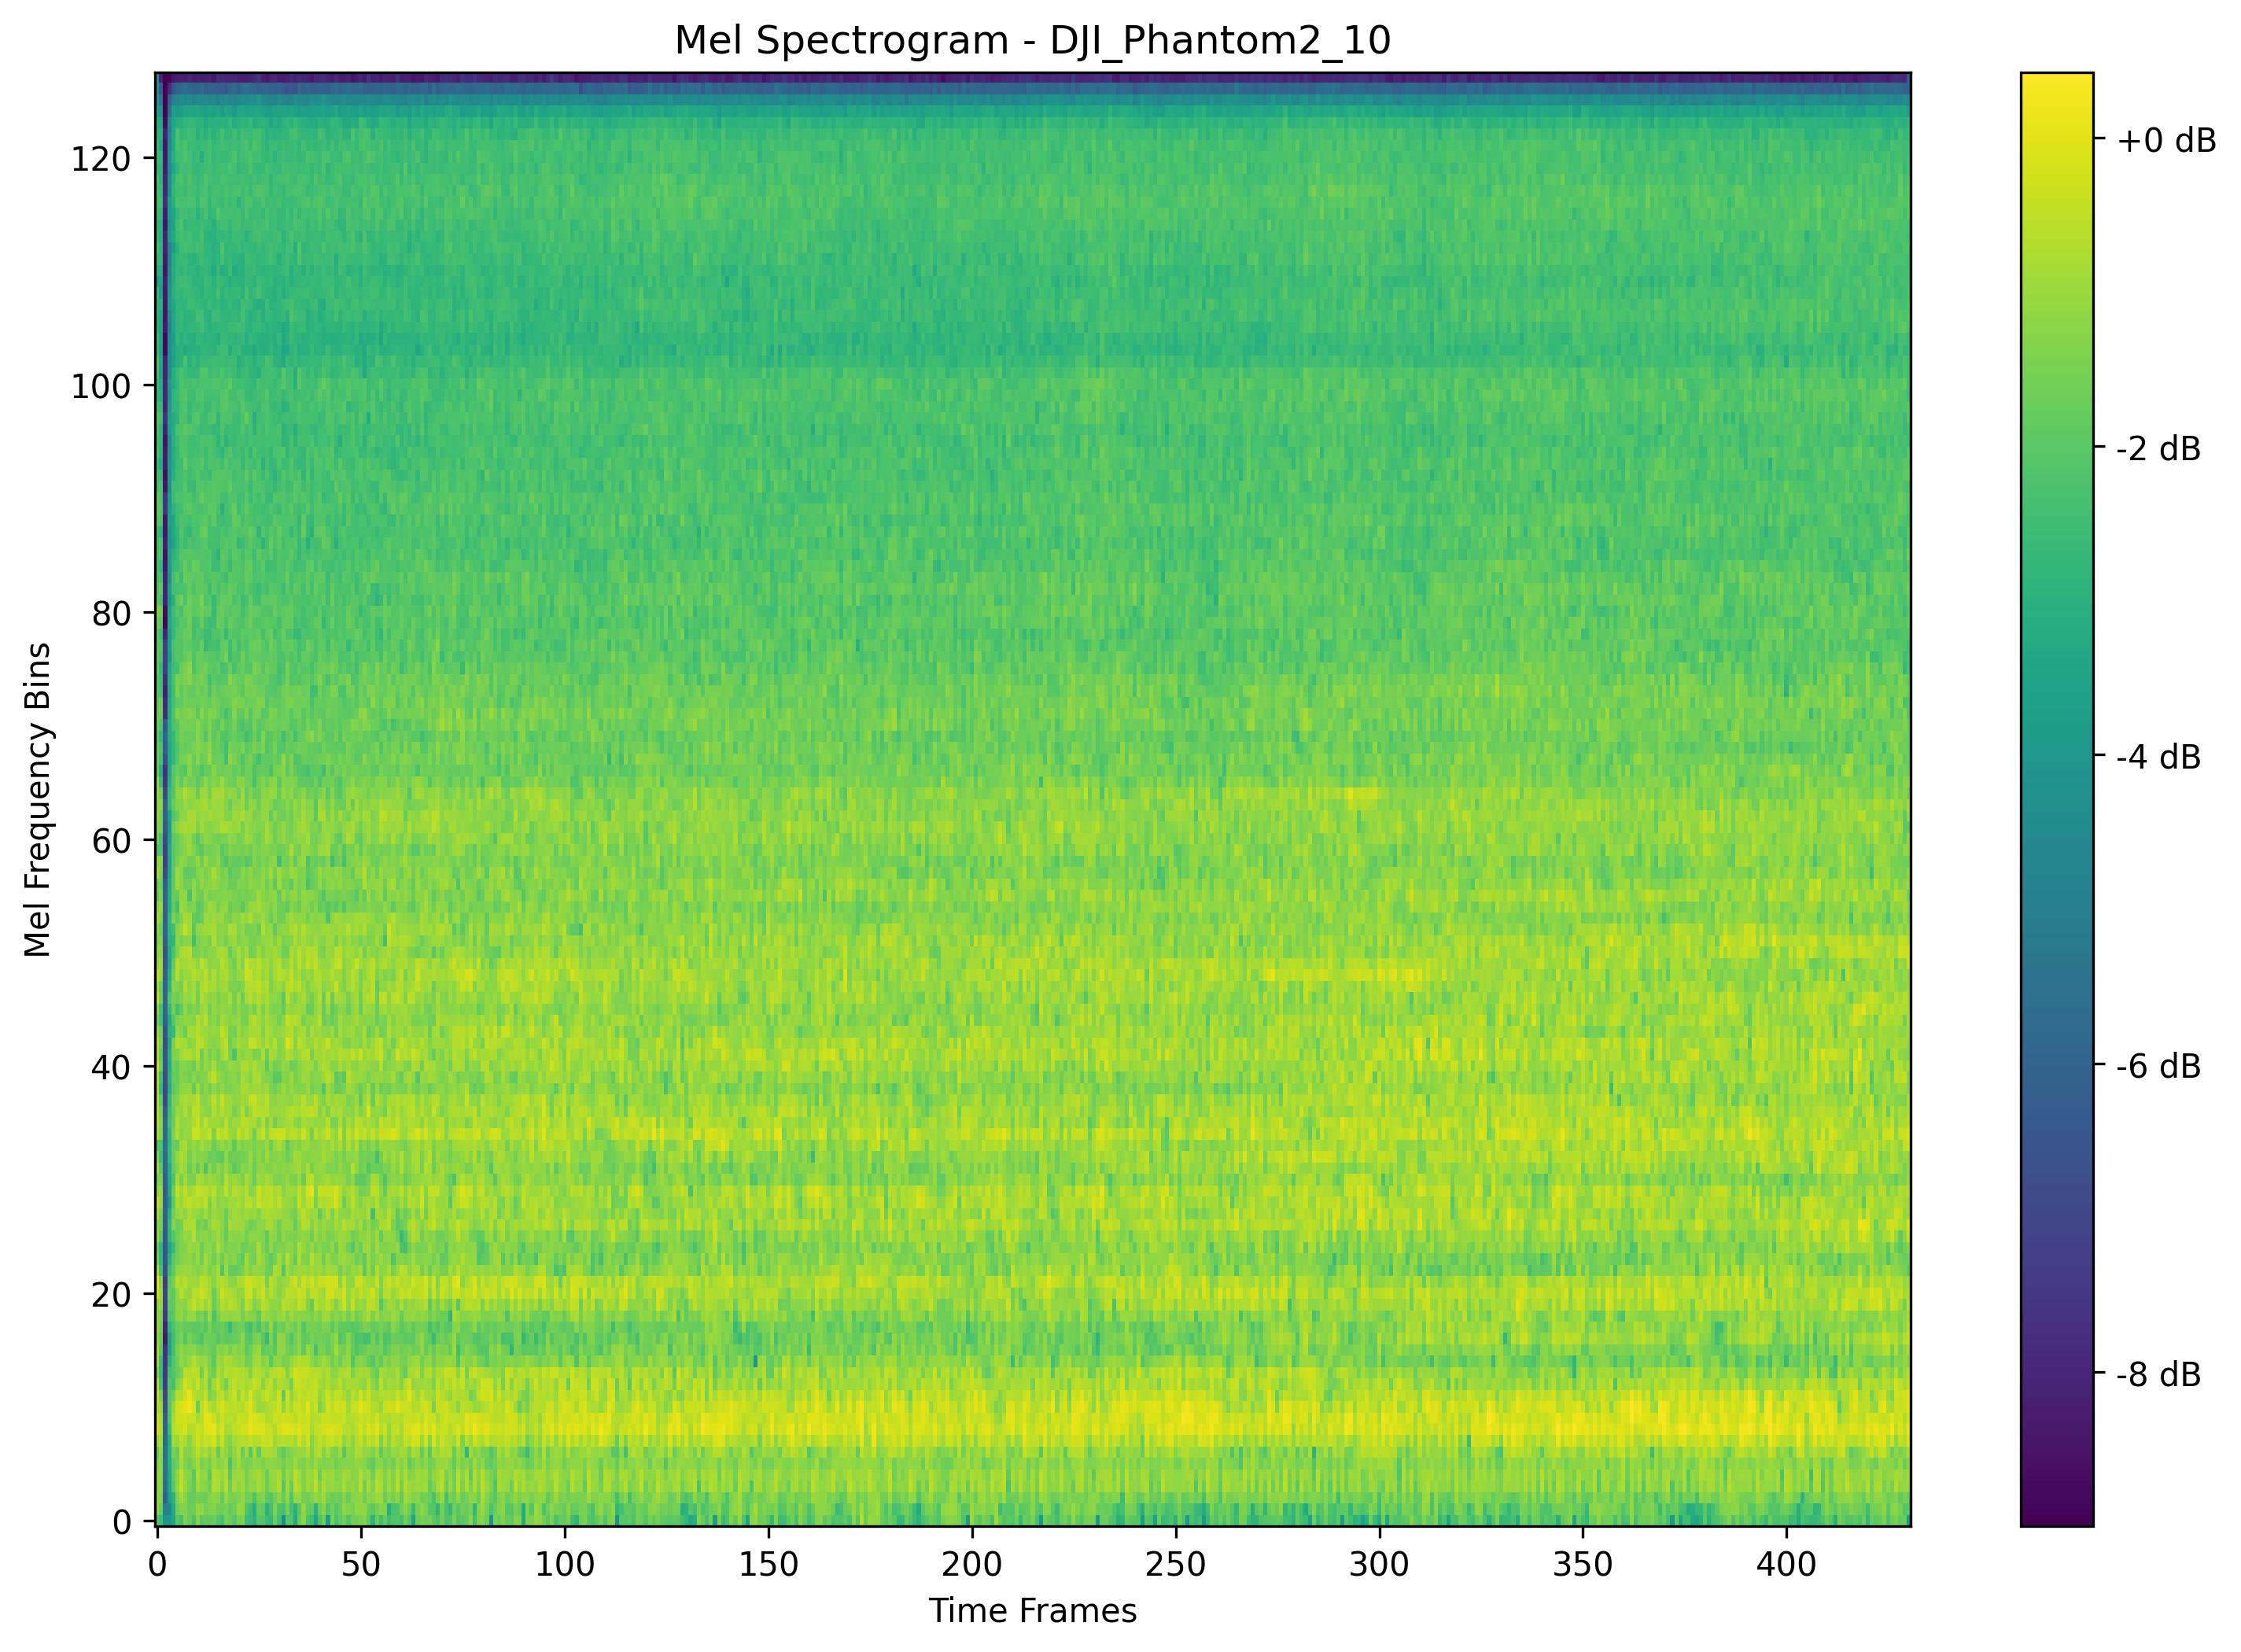 Mel Spectrogram - DJI_Phantom2_10
Mel Frequency Bins
120
100
80
60
40
20
0
0 50 100 150 200 250 300 350 400
Time Frames
+0 dB
-2 dB
-4 dB
-6 dB
-8 dB